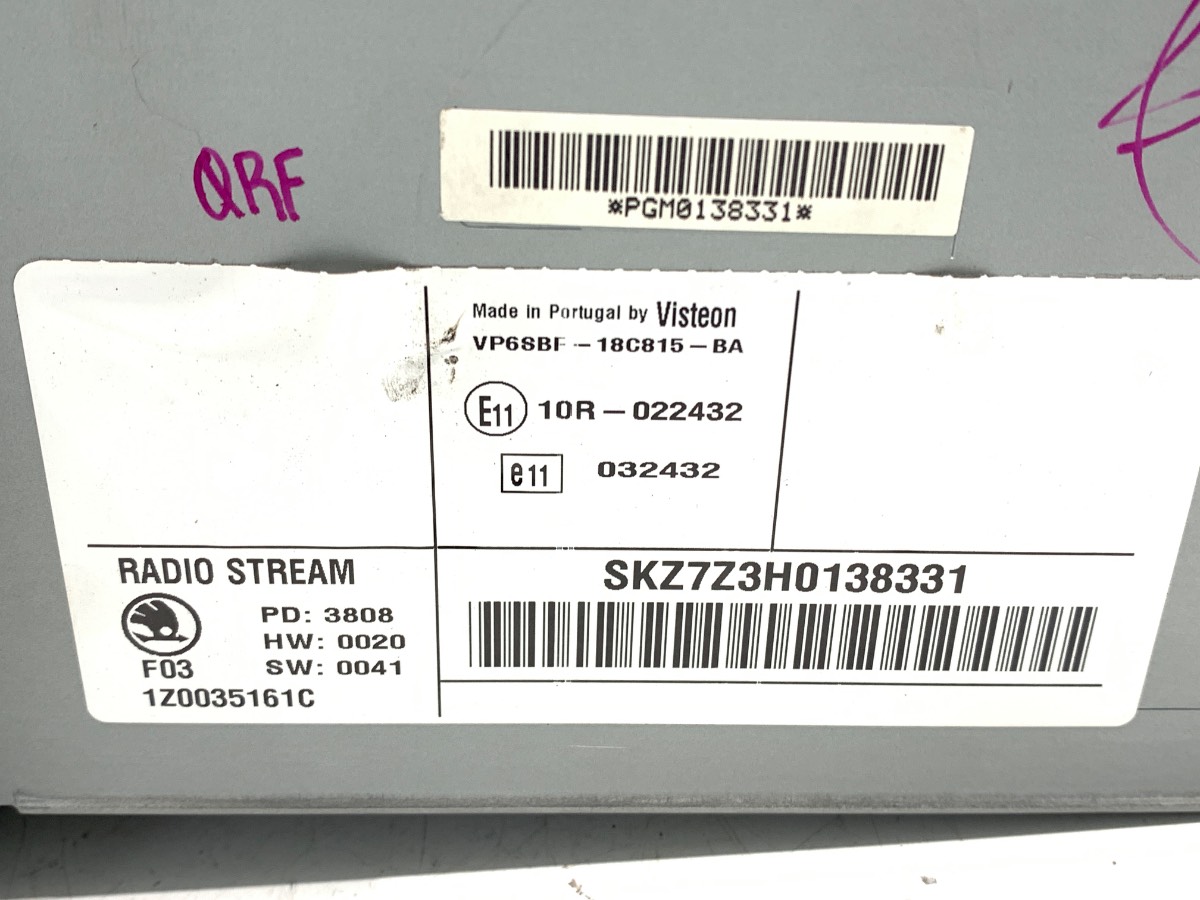 QRF
*PGM0138331*
Made in Portugal by Visteon
VP6SBF-18C815-BA
E11 10R-022432
e11 032432
RADIO STREAM
PD: 3808
HW: 0020
F03 SW: 0041
1Z0035161C
SKZ7Z3H0138331